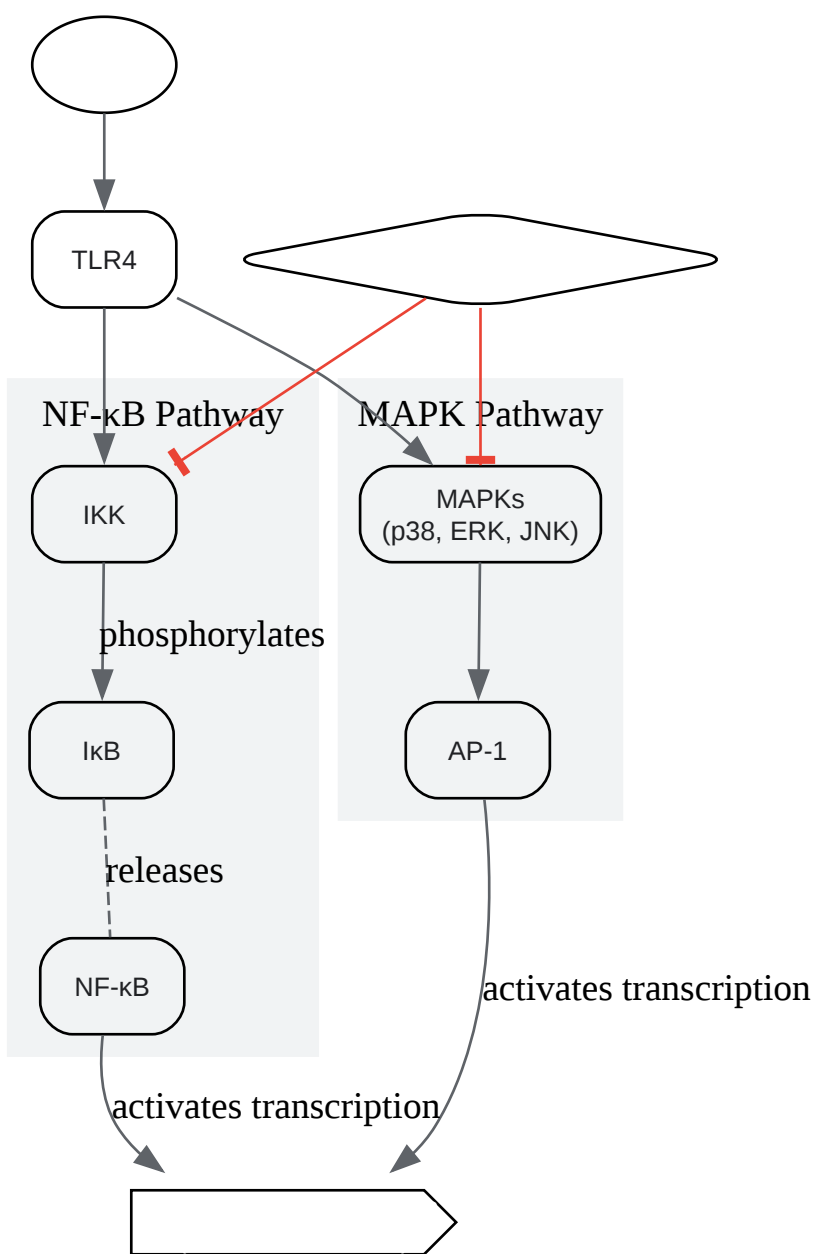 TLR4
NF-κB Pathway
MAPK Pathway
IKK
MAPKs
(p38, ERK, JNK)
phosphorylates
IκB
AP-1
releases
NF-κB
activates transcription
activates transcription